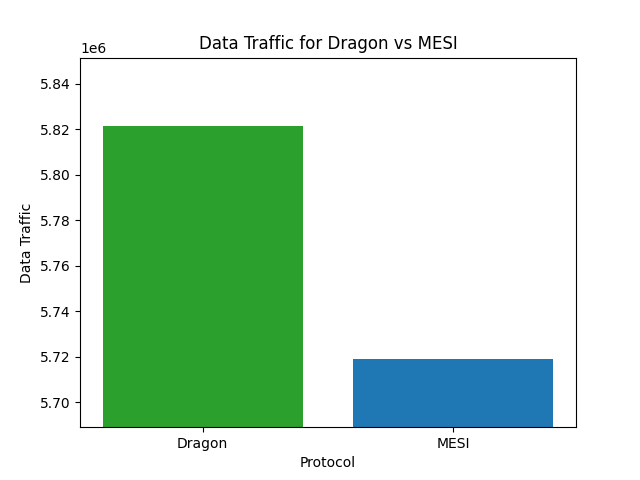 Data Traffic for Dragon vs MESI
1e6
5.84
5.82
5.80
5.78
5.76
5.74
5.72
5.70
Data Traffic
Dragon
MESI
Protocol